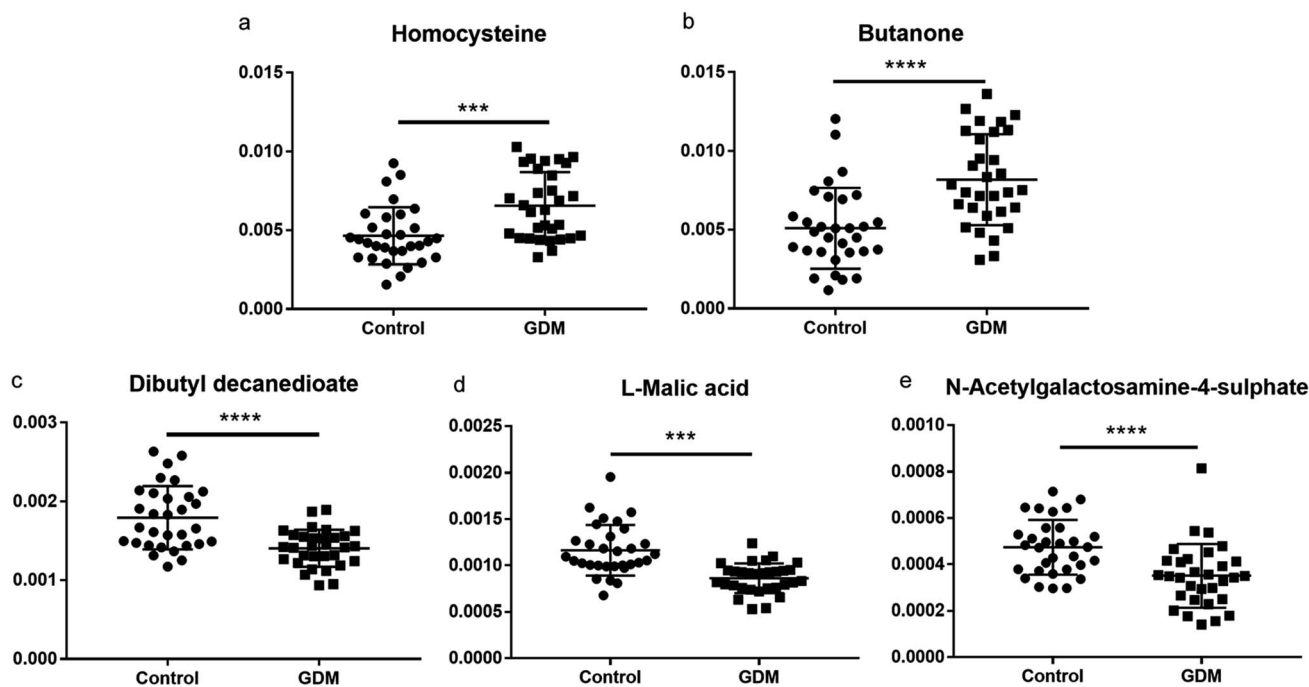 a
Homocysteine
0.015
0.010
0.005
0.000
***
Control GDM
b
Butanone
0.015
0.010
0.005
0.000
****
Control GDM
c
Dibutyl decanedioate
0.003
0.002
0.001
0.000
****
Control GDM
d
L-Malic acid
0.0025
0.0020
0.0015
0.0010
0.0005
0.0000
***
Control GDM
e
N-Acetylgalactosamine-4-sulphate
0.0010
0.0008
0.0006
0.0004
0.0002
0.0000
****
Control GDM